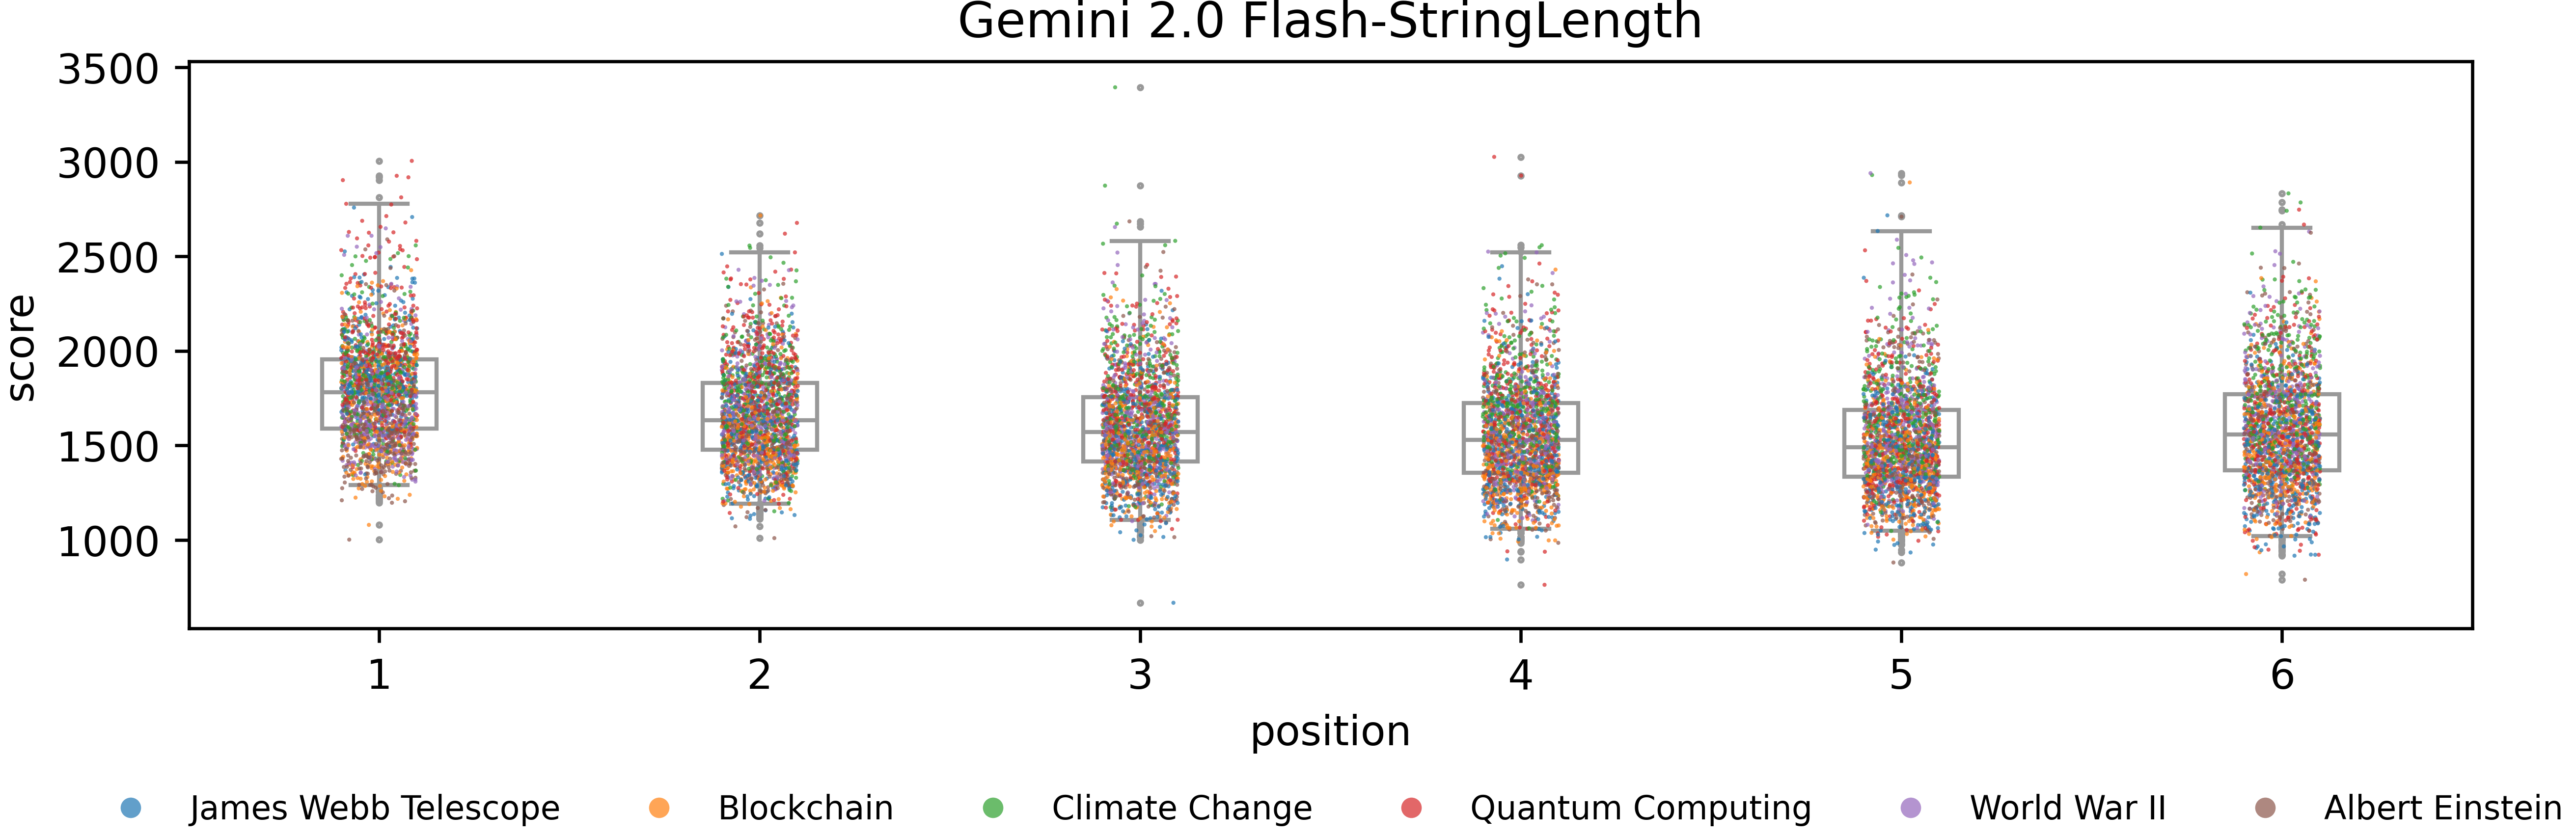 Gemini 2.0 Flash-StringLength
3500
3000
2500
2000
1500
1000
score
1 2 3 4 5 6
position
James Webb Telescope Blockchain Climate Change Quantum Computing World War II Albert Einstein